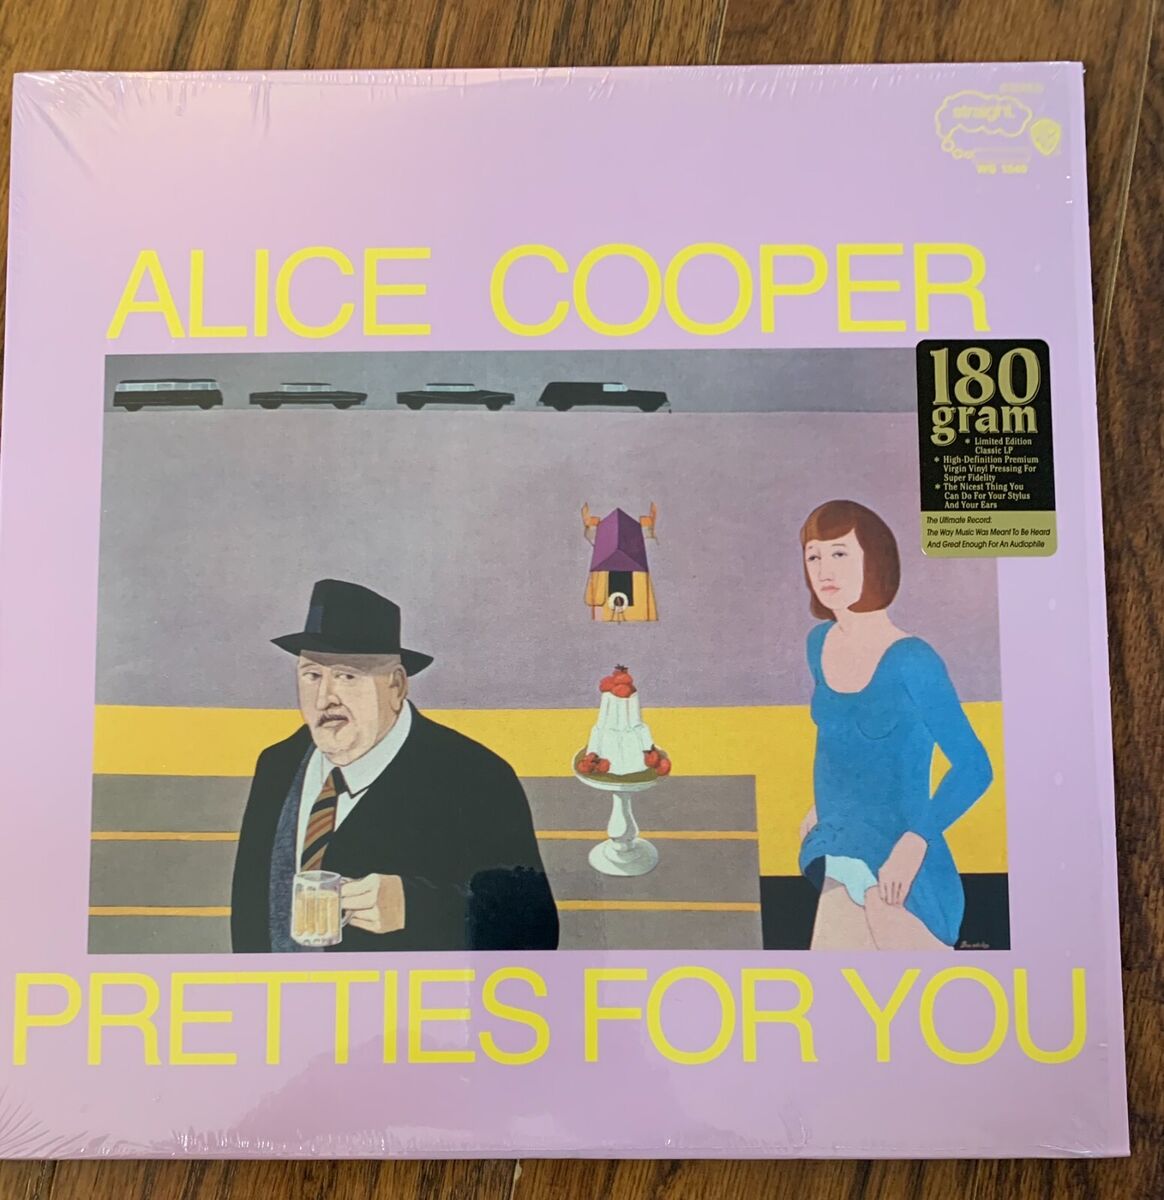 straight.
ALICE COOPER
180
gram
* Limited Edition
Classic LP
* High-Definition Premium
Virgin Vinyl Pressing For
Super Fidelity
* The Nicest Thing You
Can Do For Your Stylus
And Your Ears
The Ultimate Record:
The Way Music Was Meant To Be Heard
And Great Enough For An Audiophile
PRETTIES FOR YOU